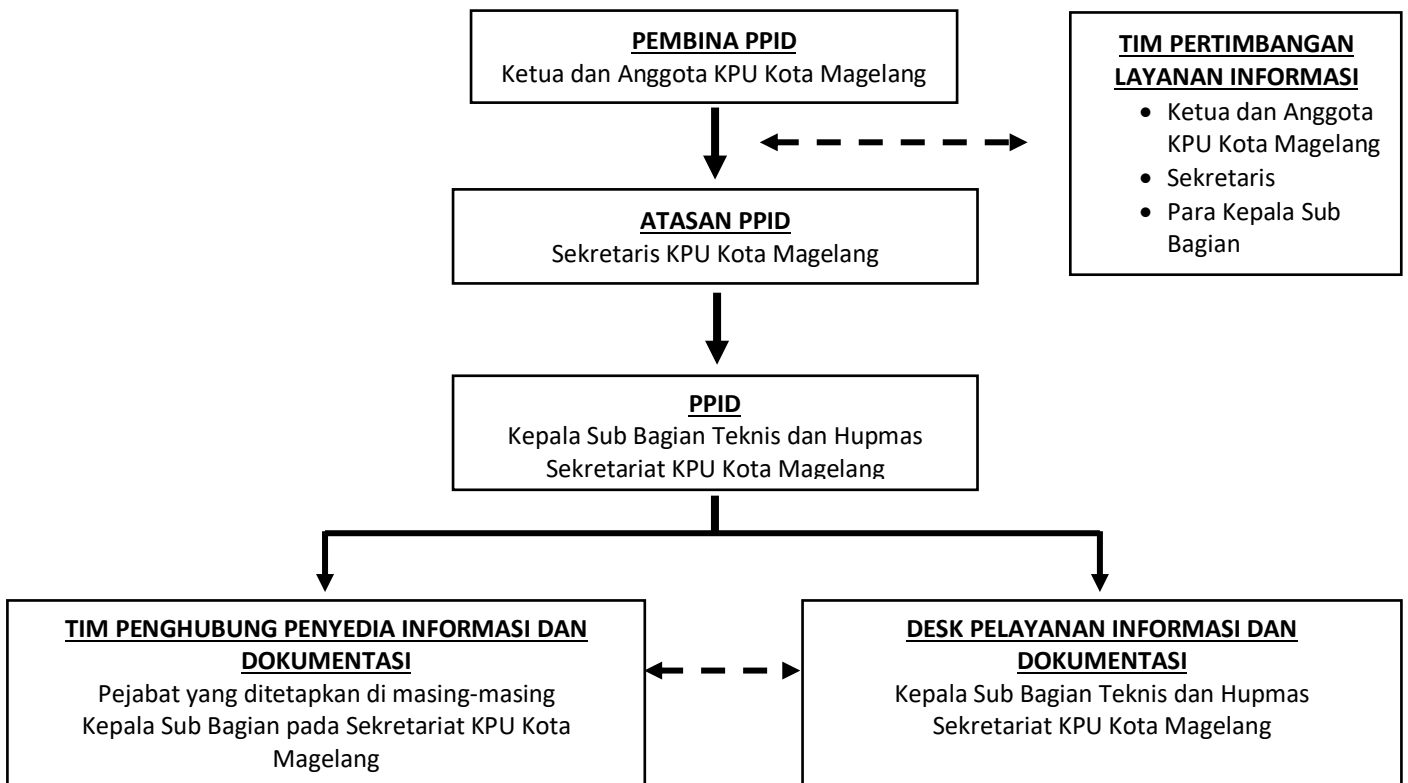 PEMBINA PPID
Ketua dan Anggota KPU Kota Magelang
TIM PERTIMBANGAN
LAYANAN INFORMASI
• Ketua dan Anggota
KPU Kota Magelang
• Sekretaris
• Para Kepala Sub
Bagian
ATASAN PPID
Sekretaris KPU Kota Magelang
PPID
Kepala Sub Bagian Teknis dan Hupmas
Sekretariat KPU Kota Magelang
TIM PENGHUBUNG PENYEDIA INFORMASI DAN
DOKUMENTASI
Pejabat yang ditetapkan di masing-masing
Kepala Sub Bagian pada Sekretariat KPU Kota
Magelang
DESK PELAYANAN INFORMASI DAN
DOKUMENTASI
Kepala Sub Bagian Teknis dan Hupmas
Sekretariat KPU Kota Magelang